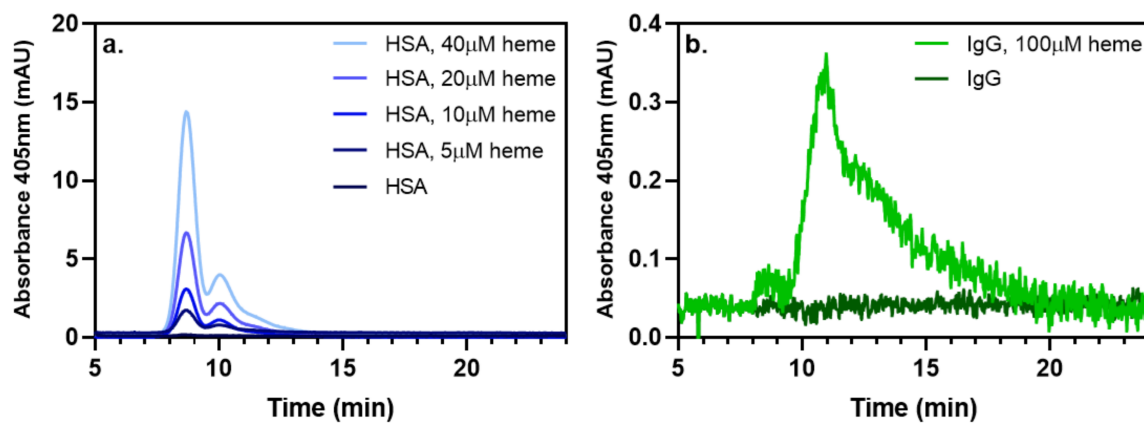 a.
Absorbance 405nm (mAU)
20
15
10
5
0
HSA, 40μM heme
HSA, 20μM heme
HSA, 10μM heme
HSA, 5μM heme
HSA
5
10
15
20
Time (min)
b.
Absorbance 405nm (mAU)
0.4
0.3
0.2
0.1
0.0
IgG, 100μM heme
IgG
5
10
15
20
Time (min)